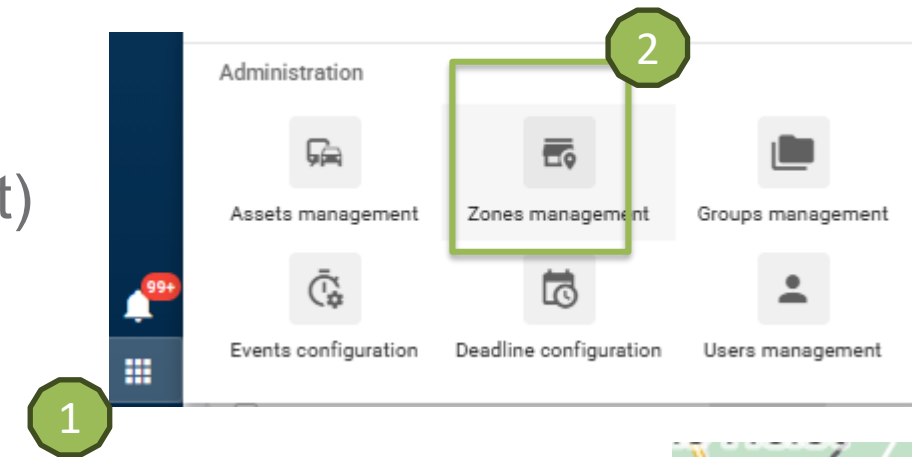 2
Administration
t)
Assets management
Zones management
Groups management
99+
Events configuration
Deadline configuration
Users management
1